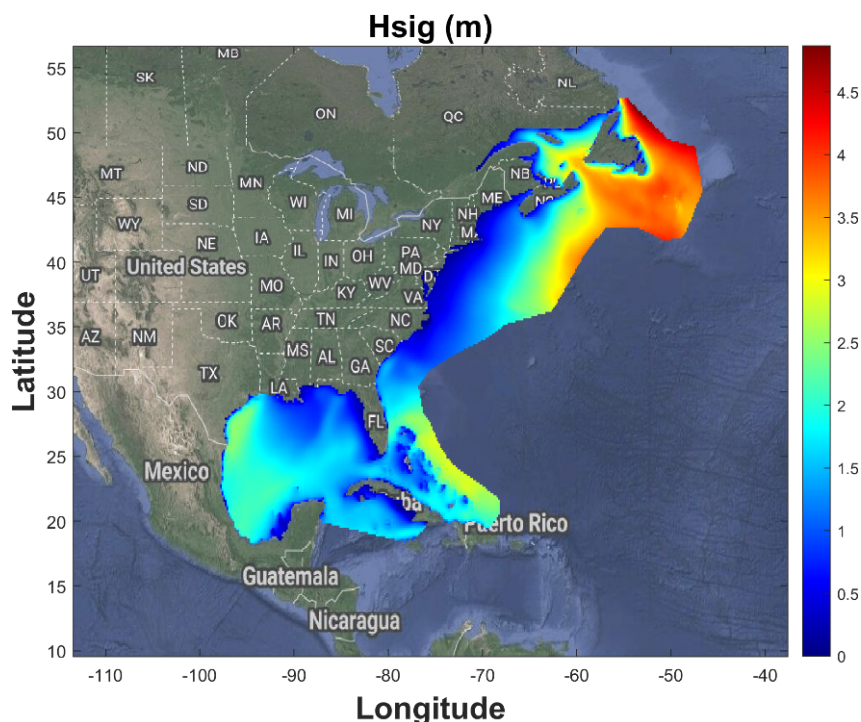 Hsig (m)
55
50
45
40
35
30
25
20
15
10
Latitude
MB
SK
NL
ON
QC
MT
ND
MN
NB
SD
WI
ME
WY
MI
NH
NY
IA
NE
IL
IN
OH
PA
MD
United States
UT
MO
WV
KY
VA
OK
AR
TN
NC
AZ
NM
MS
AL
SC
GA
TX
LA
FL
Mexico
ba
Puerto Rico
Guatemala
Nicaragua
-110
-100
-90
-80
-70
-60
-50
-40
Longitude
4.5
4
3.5
3
2.5
2
1.5
1
0.5
0